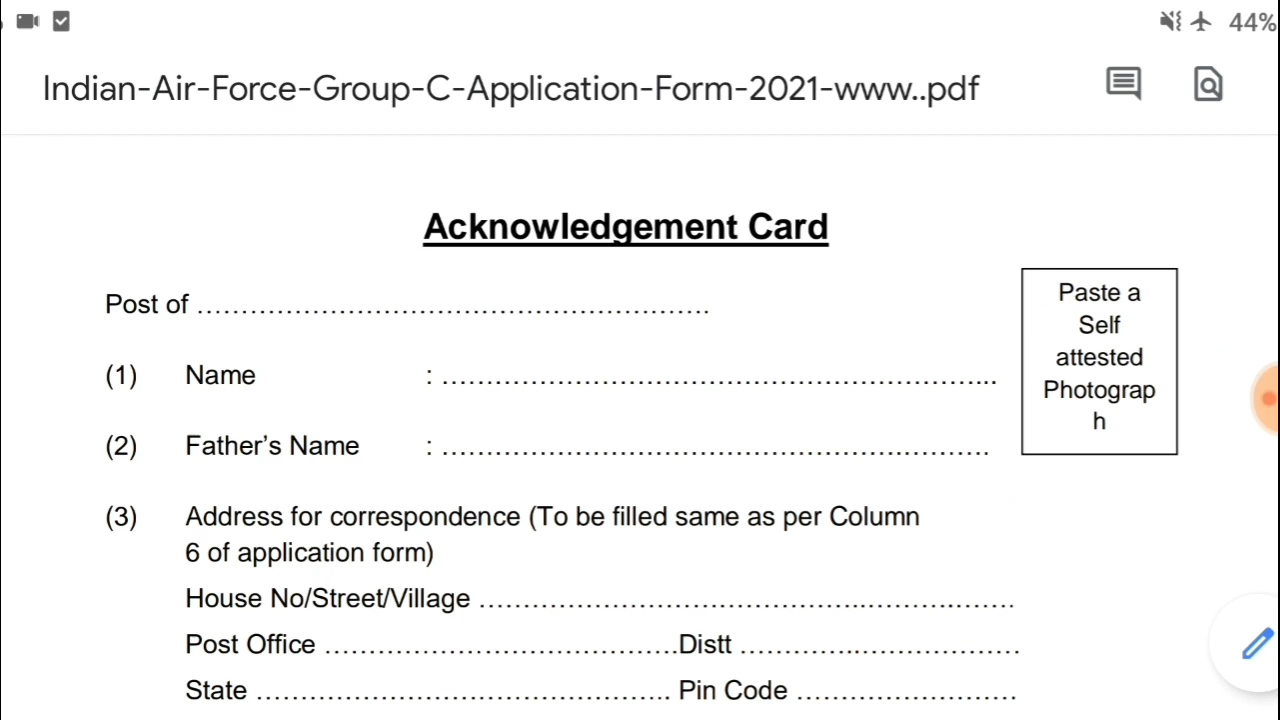 44%
Indian-Air-Force-Group-C-Application-Form-2021-www..pdf
Acknowledgement Card
Post of ……………………………………………….
Paste a
Self
attested
Photograp
h
(1) Name : ……………………………………………………...
(2) Father’s Name : …………………………………………….……….
(3) Address for correspondence (To be filled same as per Column
6 of application form)
House No/Street/Village ……………………………………..……….…….
Post Office ………………………………….Distt …………..……………….
State ………………………………………. Pin Code …………………….